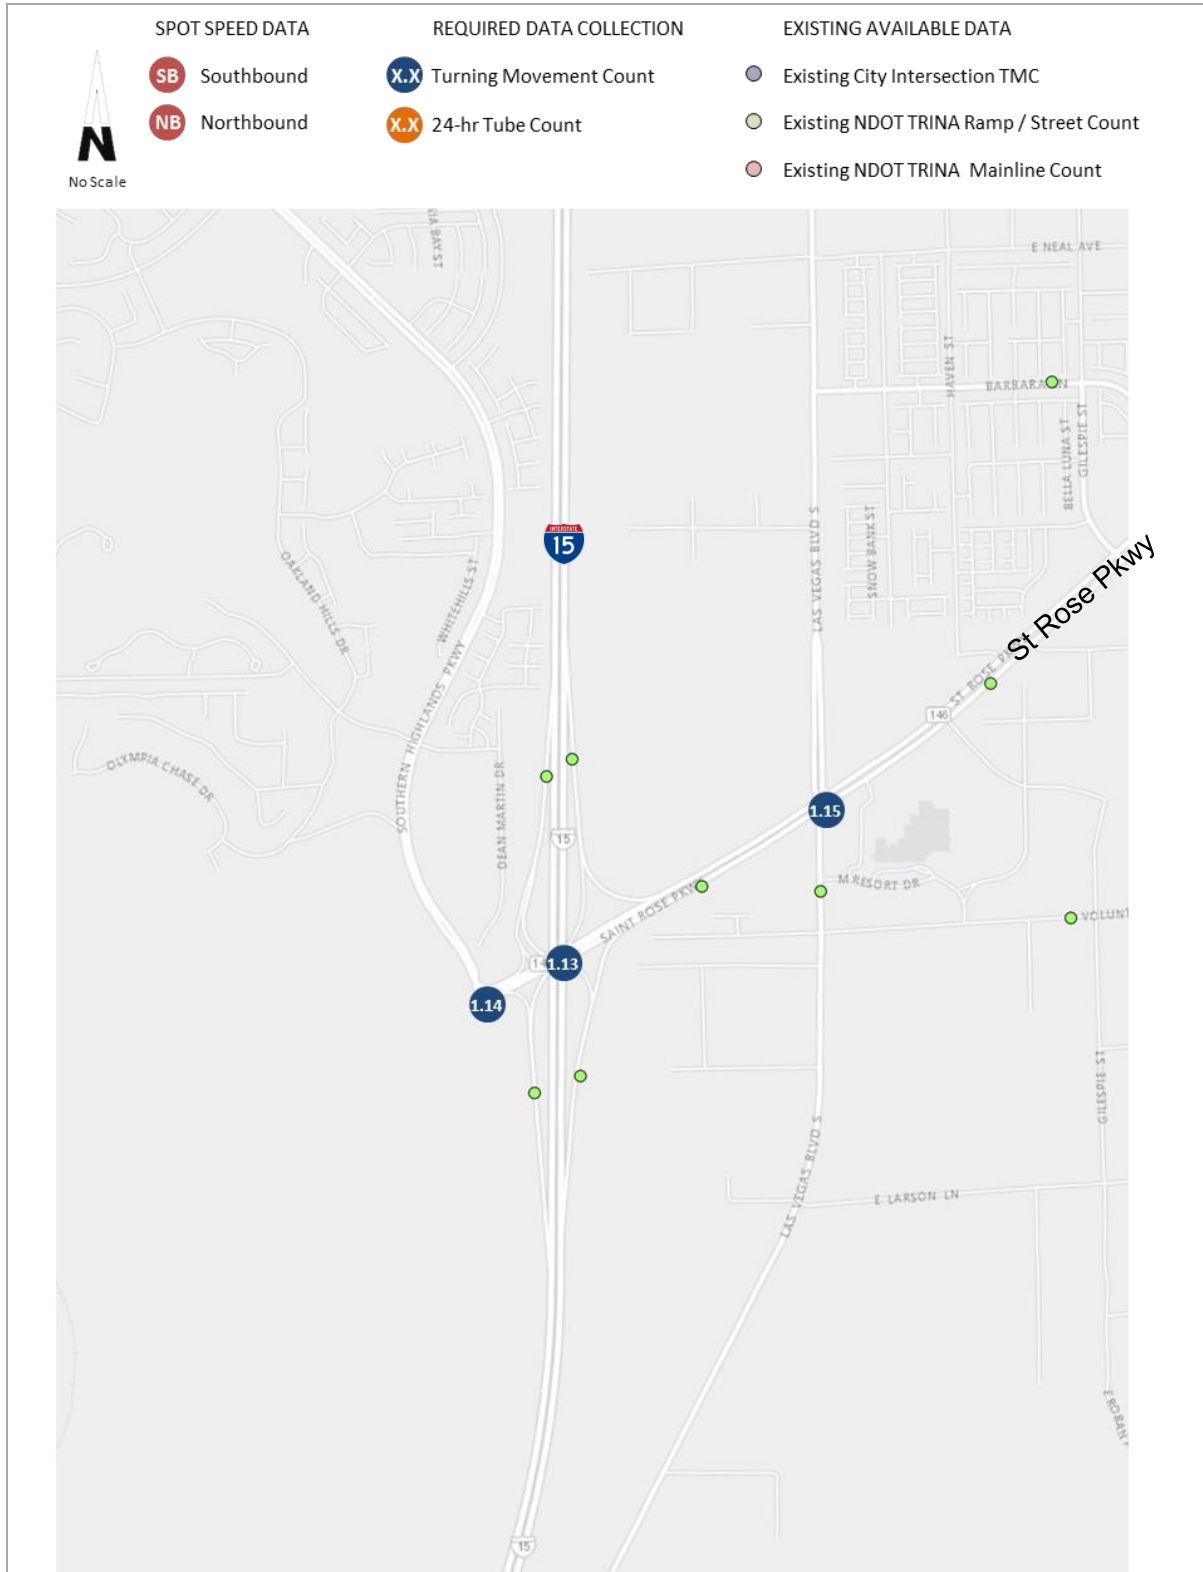 SPOT SPEED DATA
REQUIRED DATA COLLECTION
EXISTING AVAILABLE DATA
SB Southbound
X.X Turning Movement Count
Existing City Intersection TMC
NB Northbound
X.X 24-hr Tube Count
Existing NDOT TRINA Ramp / Street Count
N
No Scale
Existing NDOT TRINA Mainline Count
E NEAL AVE
HAVEN ST
BARBARA
BELLA LUNA ST
GILESPIE ST
INTERSTATE
15
LAS VEGAS BLVD S
SNOW BANK ST
St Rose Pkwy
OAKLAND HILLS DR
WHITEHILLS ST
SOUTHERN HIGHLANDS PKWY
ST ROSE
146
OLYMPIA CHASE DR
DEAN MARTIN DR
1.15
15
M RESORT DR
SAINT ROSE PKWY
VOLUNT
1.13
1.14
GILESPIE ST
LAS VEGAS BLVD S
E LARSON LN
15